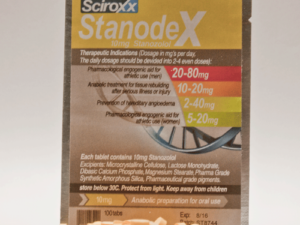 Sciroxx
StanodeX
Therapeutic Indications (Dosage in mg's per day.
The daily dosage should be devided into 2-4 even doses):
Pharmacological ergogenic aid for
athletic use (men)
20-80mg
Anabolic treatment for tissue rebuilding
after serious illness or injury
10-20mg
Prevention of hereditary angioedema
2-40mg
Pharmacological ergogenic aid for
athletic use (women)
5-20mg
Each tablet contains 10mg Stanozolol
Excipients: Microcrystalline Cellulose, Lactose Monohydrate,
Dibasic Calcium Phosphate, Magnesium Stearate, Pharma Grade
Synthetic Amorphous Silica, Pharmaceutical grade pigments.
store below 30C. Protect from light. Keep away from children
10mg
Anabolic preparation for oral use
100tabs
Exp 8/16